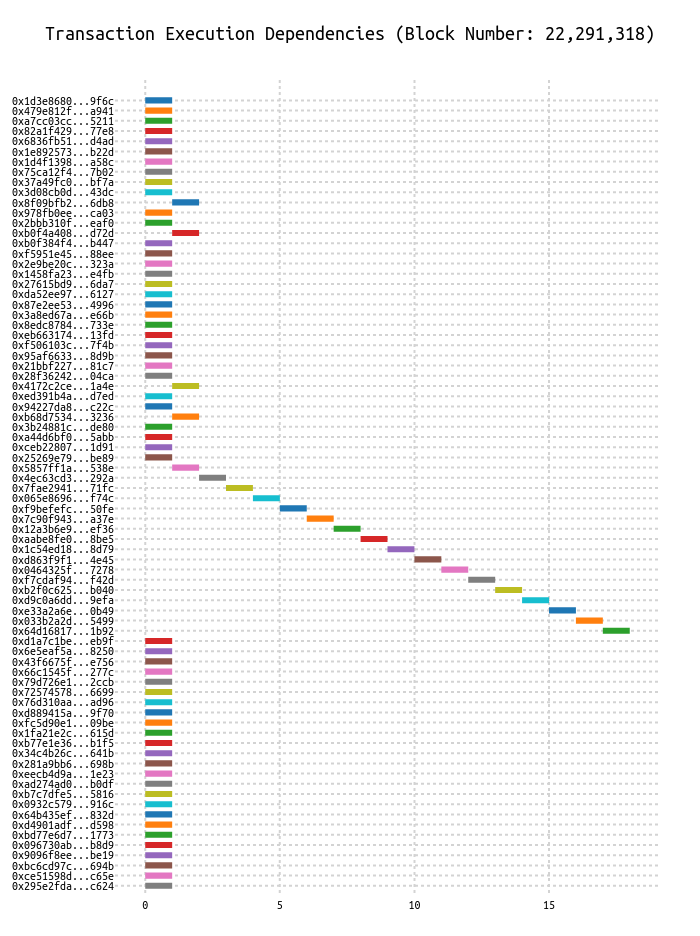 Transaction Execution Dependencies (Block Number: 22,291,318)
0x1d3e8680...9f6c
0x479e812f...a941
0xa7cc03cc...5211
0x82a1f429...77e8
0x6836fb51...d4ad
0x1e892573...b22d
0x1d4f1398...a58c
0x75ca12f4...7b02
0x37a49fc0...bf7a
0x3d08cb0d...43dc
0x8f09bfb2...6db8
0x978fb0ee...ca03
0x2bbb310f...eaf0
0xb0f4a408...d72d
0xb0f384f4...b447
0xf5951e45...88ee
0x2e9be20c...323a
0x1458fa23...e4fb
0x27615bd9...6da7
0xda52ee97...6127
0x87e2ee53...4996
0x3a8ed67a...e66b
0x8edc8784...733e
0xeb663174...13fd
0xf506103c...7f4b
0x95af6633...8d9b
0x21bbf227...81c7
0x28f36242...04ca
0x4172c2ce...1a4e
0xed391b4a...d7ed
0x94227da8...c22c
0xb68d7534...3236
0x3b24881c...de80
0xa44d6bf0...5abb
0xceb22807...1d91
0x25269e79...be89
0x5857ff1a...538e
0x4ec63cd3...292a
0x7fae2941...71fc
0x065e8696...f74c
0xf9befefc...50fe
0x7c90f943...a37e
0x12a3b6e9...ef36
0xaabe8fe0...8be5
0x1c54ed18...8d79
0xd863f9f1...4e45
0x0464325f...7278
0xf7cdaf94...f42d
0xb2f0c625...b040
0xd9c0a6dd...9efa
0xe33a2a6e...0b49
0x033b2a2d...5499
0x64d16817...1b92
0xd1a7c1be...eb9f
0x6e5eaf5a...8250
0x43f6675f...e756
0x66c1545f...277c
0x79d726e1...2ccb
0x72574578...6699
0x76d310aa...ad96
0xd889415a...9f70
0xfc5d90e1...09be
0x1fa21e2c...615d
0xb77e1e36...b1f5
0x34c4b26c...641b
0x281a9bb6...698b
0xeecb4d9a...1e23
0xad274ad0...b0df
0xb7c7dfe5...5816
0x0932c579...916c
0x64b435ef...832d
0xd4901adf...d598
0xbd77e6d7...1773
0x096730ab...b8d9
0x9096f8ee...be19
0xbc6cd97c...694b
0xce51598d...c65e
0x295e2fda...c624
0 5 10 15